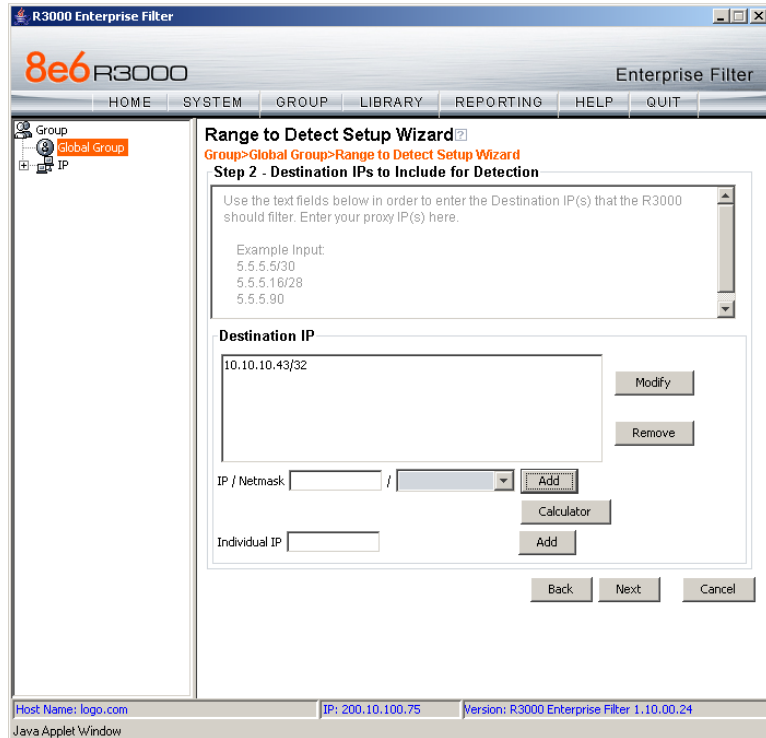 R3000 Enterprise Filter
8e6 R3000
Enterprise Filter
HOME SYSTEM GROUP LIBRARY REPORTING HELP QUIT
Group
Global Group
IP
Range to Detect Setup Wizard ?
Group>Global Group>Range to Detect Setup Wizard
Step 2 - Destination IPs to Include for Detection
Use the text fields below in order to enter the Destination IP(s) that the R3000
should filter. Enter your proxy IP(s) here.
Example Input:
5.5.5.5/30
5.5.5.16/28
5.5.5.90
Destination IP
10.10.10.43/32
Modify
Remove
IP / Netmask / Add
Calculator
Individual IP Add
Back Next Cancel
Host Name: logo.com IP: 200.10.100.75 Version: R3000 Enterprise Filter 1.10.00.24
Java Applet Window